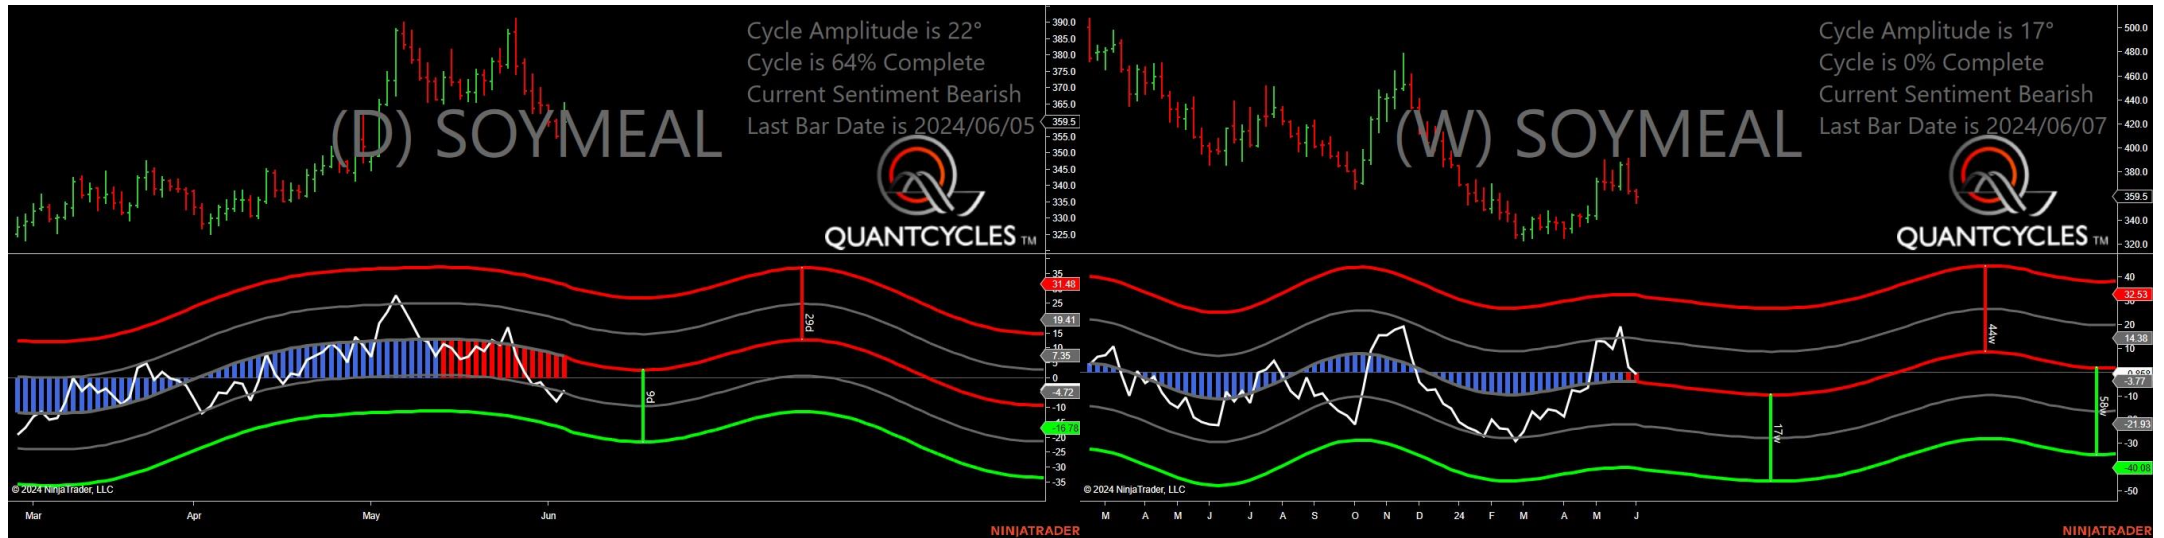 Cycle Amplitude is 22°
Cycle is 64% Complete
Current Sentiment Bearish
Last Bar Date is 2024/06/05
(D) SOYMEAL
QUANTCYCLES TM
390.0
385.0
380.0
375.0
370.0
365.0
359.5
355.0
350.0
345.0
340.0
335.0
330.0
325.0
35
31.48
25
19.41
15
10
7.35
0
-4.72
-10
-16.78
-20
-25
-30
-35
29d
9d
© 2024 NinjaTrader, LLC
Mar Apr May Jun
NINJATRADER
Cycle Amplitude is 17°
Cycle is 0% Complete
Current Sentiment Bearish
Last Bar Date is 2024/06/07
(W) SOYMEAL
QUANTCYCLES TM
500.0
480.0
460.0
440.0
420.0
400.0
380.0
359.5
340.0
320.0
40
32.53
20
14.38
10
-3.77
-10
-21.93
-30
-40.08
-50
44w
17w
58w
© 2024 NinjaTrader, LLC
M A M J J A S O N D 24 F M A M J
NINJATRADER